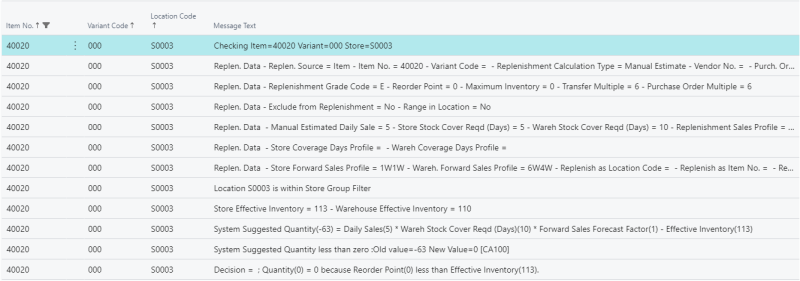 Item No. ↑ Variant Code ↑ Location Code ↑ Message Text
40020 000 S0003 Checking Item=40020 Variant=000 Store=S0003
40020 000 S0003 Replen. Data - Replen. Source = Item - Item No. = 40020 - Variant Code = - Replenishment Calculation Type = Manual Estimate - Vendor No. = - Purch. Or...
40020 000 S0003 Replen. Data - Replenishment Grade Code = E - Reorder Point = 0 - Maximum Inventory = 0 - Transfer Multiple = 6 - Purchase Order Multiple = 6
40020 000 S0003 Replen. Data - Exclude from Replenishment = No - Range in Location = No
40020 000 S0003 Replen. Data - Manual Estimated Daily Sale = 5 - Store Stock Cover Reqd (Days) = 5 - Wareh Stock Cover Reqd (Days) = 10 - Replenishment Sales Profile = ...
40020 000 S0003 Replen. Data - Store Coverage Days Profile = - Wareh Coverage Days Profile =
40020 000 S0003 Replen. Data - Store Forward Sales Profile = 1W1W - Wareh. Forward Sales Profile = 6W4W - Replenish as Location Code = - Replenish as Item No. = - Re...
40020 000 S0003 Location S0003 is within Store Group Filter
40020 000 S0003 Store Effective Inventory = 113 - Warehouse Effective Inventory = 110
40020 000 S0003 System Suggested Quantity(-63) = Daily Sales(5) * Wareh Stock Cover Reqd (Days)(10) * Forward Sales Forecast Factor(1) - Effective Inventory(113)
40020 000 S0003 System Suggested Quantity less than zero :Old value=-63 New Value=0 [CA100]
40020 000 S0003 Decision = ; Quantity(0) = 0 because Reorder Point(0) less than Effective Inventory(113).